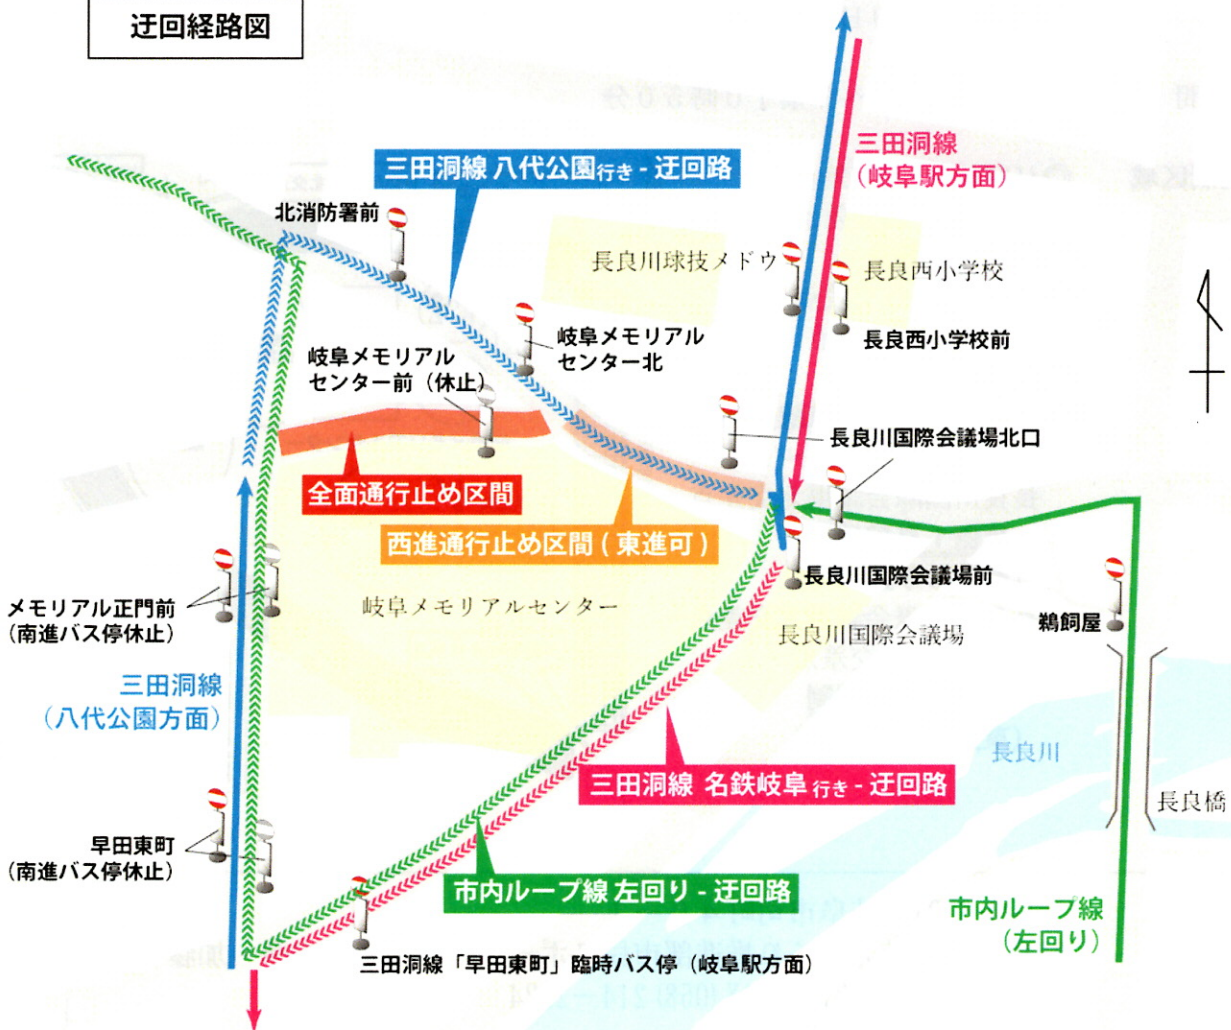 迂回経路図
三田洞線 八代公園行き - 迂回路
三田洞線
(岐阜駅方面)
北消防署前
長良川球技メドウ
長良西小学校
長良西小学校前
岐阜メモリアル
センター北
岐阜メモリアル
センター前(休止)
長良川国際会議場北口
全面通行止め区間
西進通行止め区間(東進可)
長良川国際会議場前
メモリアル正門前
(南進バス停休止)
岐阜メモリアルセンター
長良川国際会議場
鵜飼屋
三田洞線
(八代公園方面)
長良川
三田洞線 名鉄岐阜行き - 迂回路
長良橋
早田東町
(南進バス停休止)
市内ループ線 左回り - 迂回路
市内ループ線
(左回り)
三田洞線「早田東町」臨時バス停(岐阜駅方面)